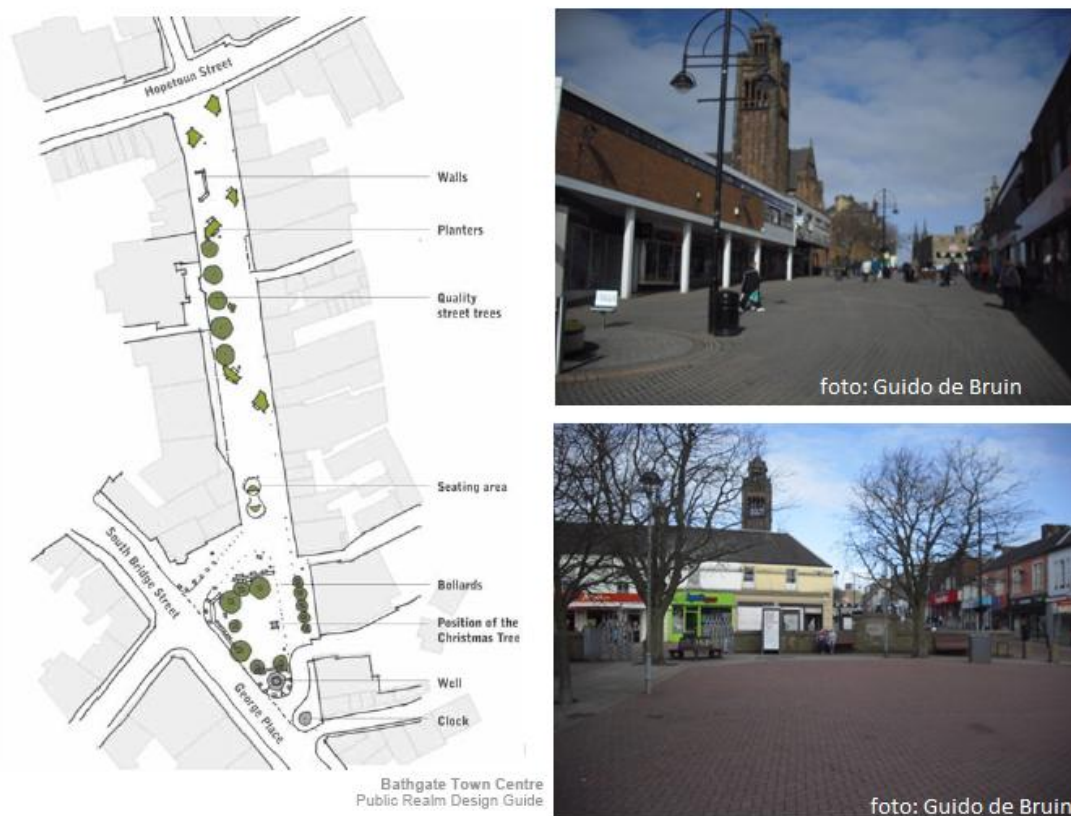 Hopetoun Street
Walls
Planters
Quality
street trees
Seating area
South Bridge Street
Bollards
Position of the
Christmas Tree
Well
George Place
Clock
Bathgate Town Centre
Public Realm Design Guide
foto: Guido de Bruin
foto: Guido de Bruin